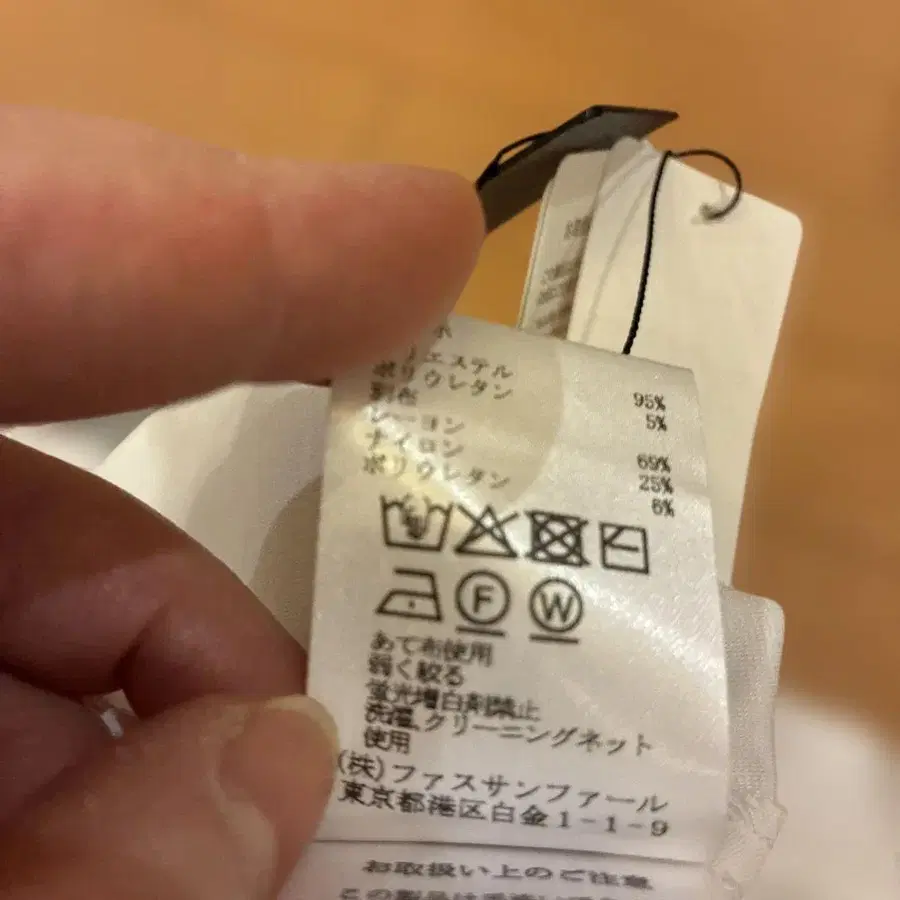 ポリエステル 95%
ポリウレタン 5%
別布
レーヨン 69%
ナイロン 25%
ポリウレタン 6%
F W
あて布使用
弱く絞る
蛍光増白剤禁止
洗濯、クリーニングネット
使用
(株)ファスサンファール
東京都港区白金1-1-9
お取扱い上のご注意